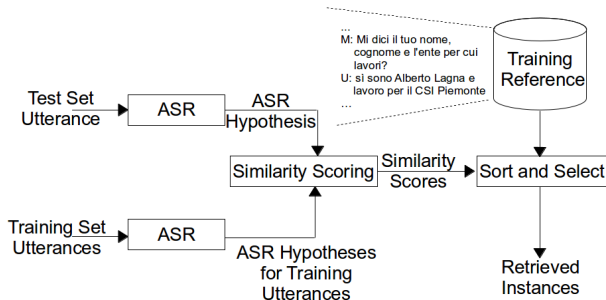 ...
M: Mi dici il tuo nome,
cognome e l'ente per cui
lavori?
U: sì sono Alberto Lagna e
lavoro per il CSI Piemonte
...
Training
Reference
Test Set
Utterance
ASR
ASR
Hypothesis
Similarity Scoring
Similarity
Scores
Sort and Select
Training Set
Utterances
ASR
ASR Hypotheses
for Training
Utterances
Retrieved
Instances